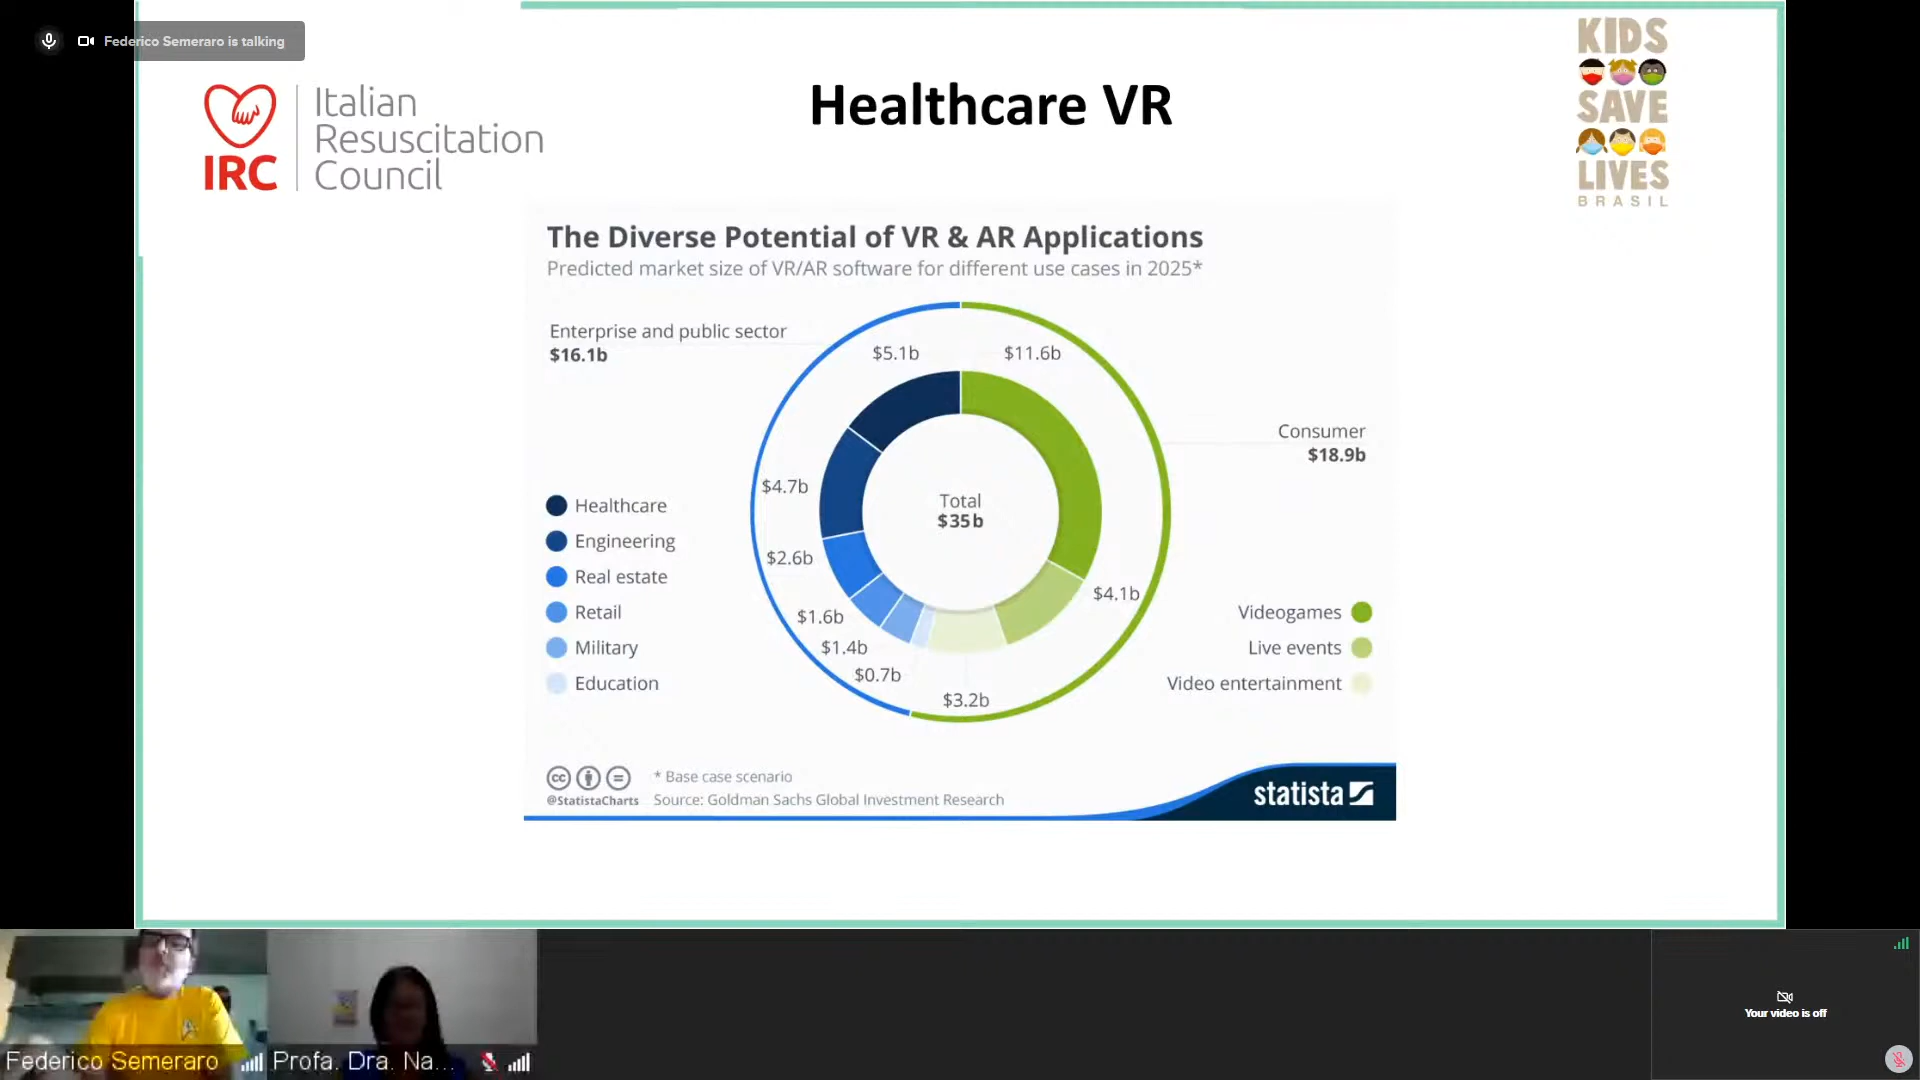 Federico Semeraro is talking
IRC
Italian
Resuscitation
Council
Healthcare VR
KIDS
SAVE
LIVES
BRASIL
The Diverse Potential of VR & AR Applications
Predicted market size of VR/AR software for different use cases in 2025*
Enterprise and public sector
$16.1b
$5.1b
$11.6b
Consumer
$18.9b
$4.7b
Total
$35b
$2.6b
$4.1b
$1.6b
$1.4b
$0.7b
$3.2b
Healthcare
Engineering
Real estate
Retail
Military
Education
Videogames
Live events
Video entertainment
cc
@StatistaCharts
* Base case scenario
Source: Goldman Sachs Global Investment Research
statista
Federico Semeraro
Profa. Dra. Na...
Your video is off